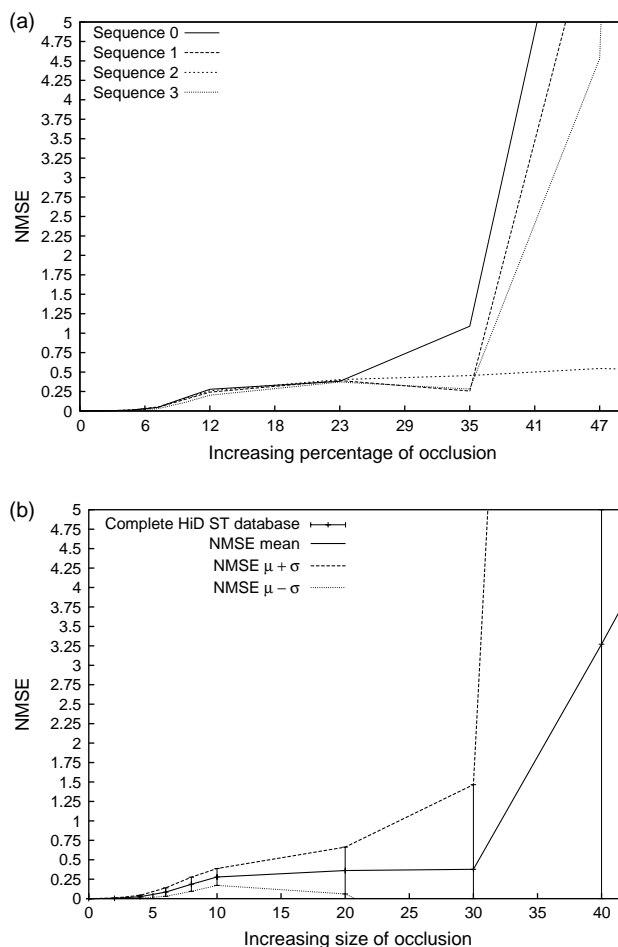 (a)
5
4.75
4.5
4.25
4
3.75
3.5
3.25
3
2.75
2.5
2.25
2
1.75
1.5
1.25
1
0.75
0.5
0.25
0
NMSE
Sequence 0
Sequence 1
Sequence 2
Sequence 3
0 6 12 17 23 29 35 41 47
Increasing percentage of occlusion
(b)
5
4.75
4.5
4.25
4
3.75
3.5
3.25
3
2.75
2.5
2.25
2
1.75
1.5
1.25
1
0.75
0.5
0.25
0
NMSE
Complete HiD ST database
NMSE mean
NMSE μ + σ
NMSE μ − σ
0 5 10 15 20 25 30 35 40
Increasing size of occlusion